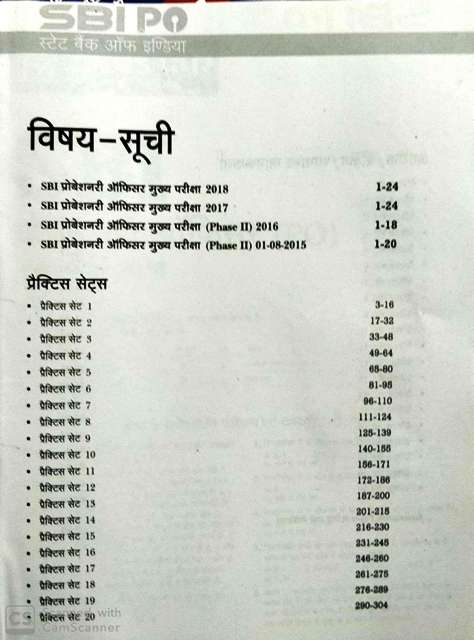 SBI PO
स्टेट बैंक ऑफ इण्डिया
विषय-सूची
• SBI प्रोबेशनरी ऑफिसर मुख्य परीक्षा 2018 1-24
• SBI प्रोबेशनरी ऑफिसर मुख्य परीक्षा 2017 1-24
• SBI प्रोबेशनरी ऑफिसर मुख्य परीक्षा (Phase II) 2016 1-18
• SBI प्रोबेशनरी ऑफिसर मुख्य परीक्षा (Phase II) 01-08-2015 1-20
प्रैक्टिस सेट्स
• प्रैक्टिस सेट 1 3-16
• प्रैक्टिस सेट 2 17-32
• प्रैक्टिस सेट 3 33-48
• प्रैक्टिस सेट 4 49-64
• प्रैक्टिस सेट 5 65-80
• प्रैक्टिस सेट 6 81-95
• प्रैक्टिस सेट 7 96-110
• प्रैक्टिस सेट 8 111-124
• प्रैक्टिस सेट 9 125-139
• प्रैक्टिस सेट 10 140-155
• प्रैक्टिस सेट 11 156-171
• प्रैक्टिस सेट 12 172-186
• प्रैक्टिस सेट 13 187-200
• प्रैक्टिस सेट 14 201-215
• प्रैक्टिस सेट 15 216-230
• प्रैक्टिस सेट 16 231-245
• प्रैक्टिस सेट 17 246-260
• प्रैक्टिस सेट 18 261-275
• प्रैक्टिस सेट 19 276-289
• प्रैक्टिस सेट 20 290-304
CS Scanned with
CamScanner